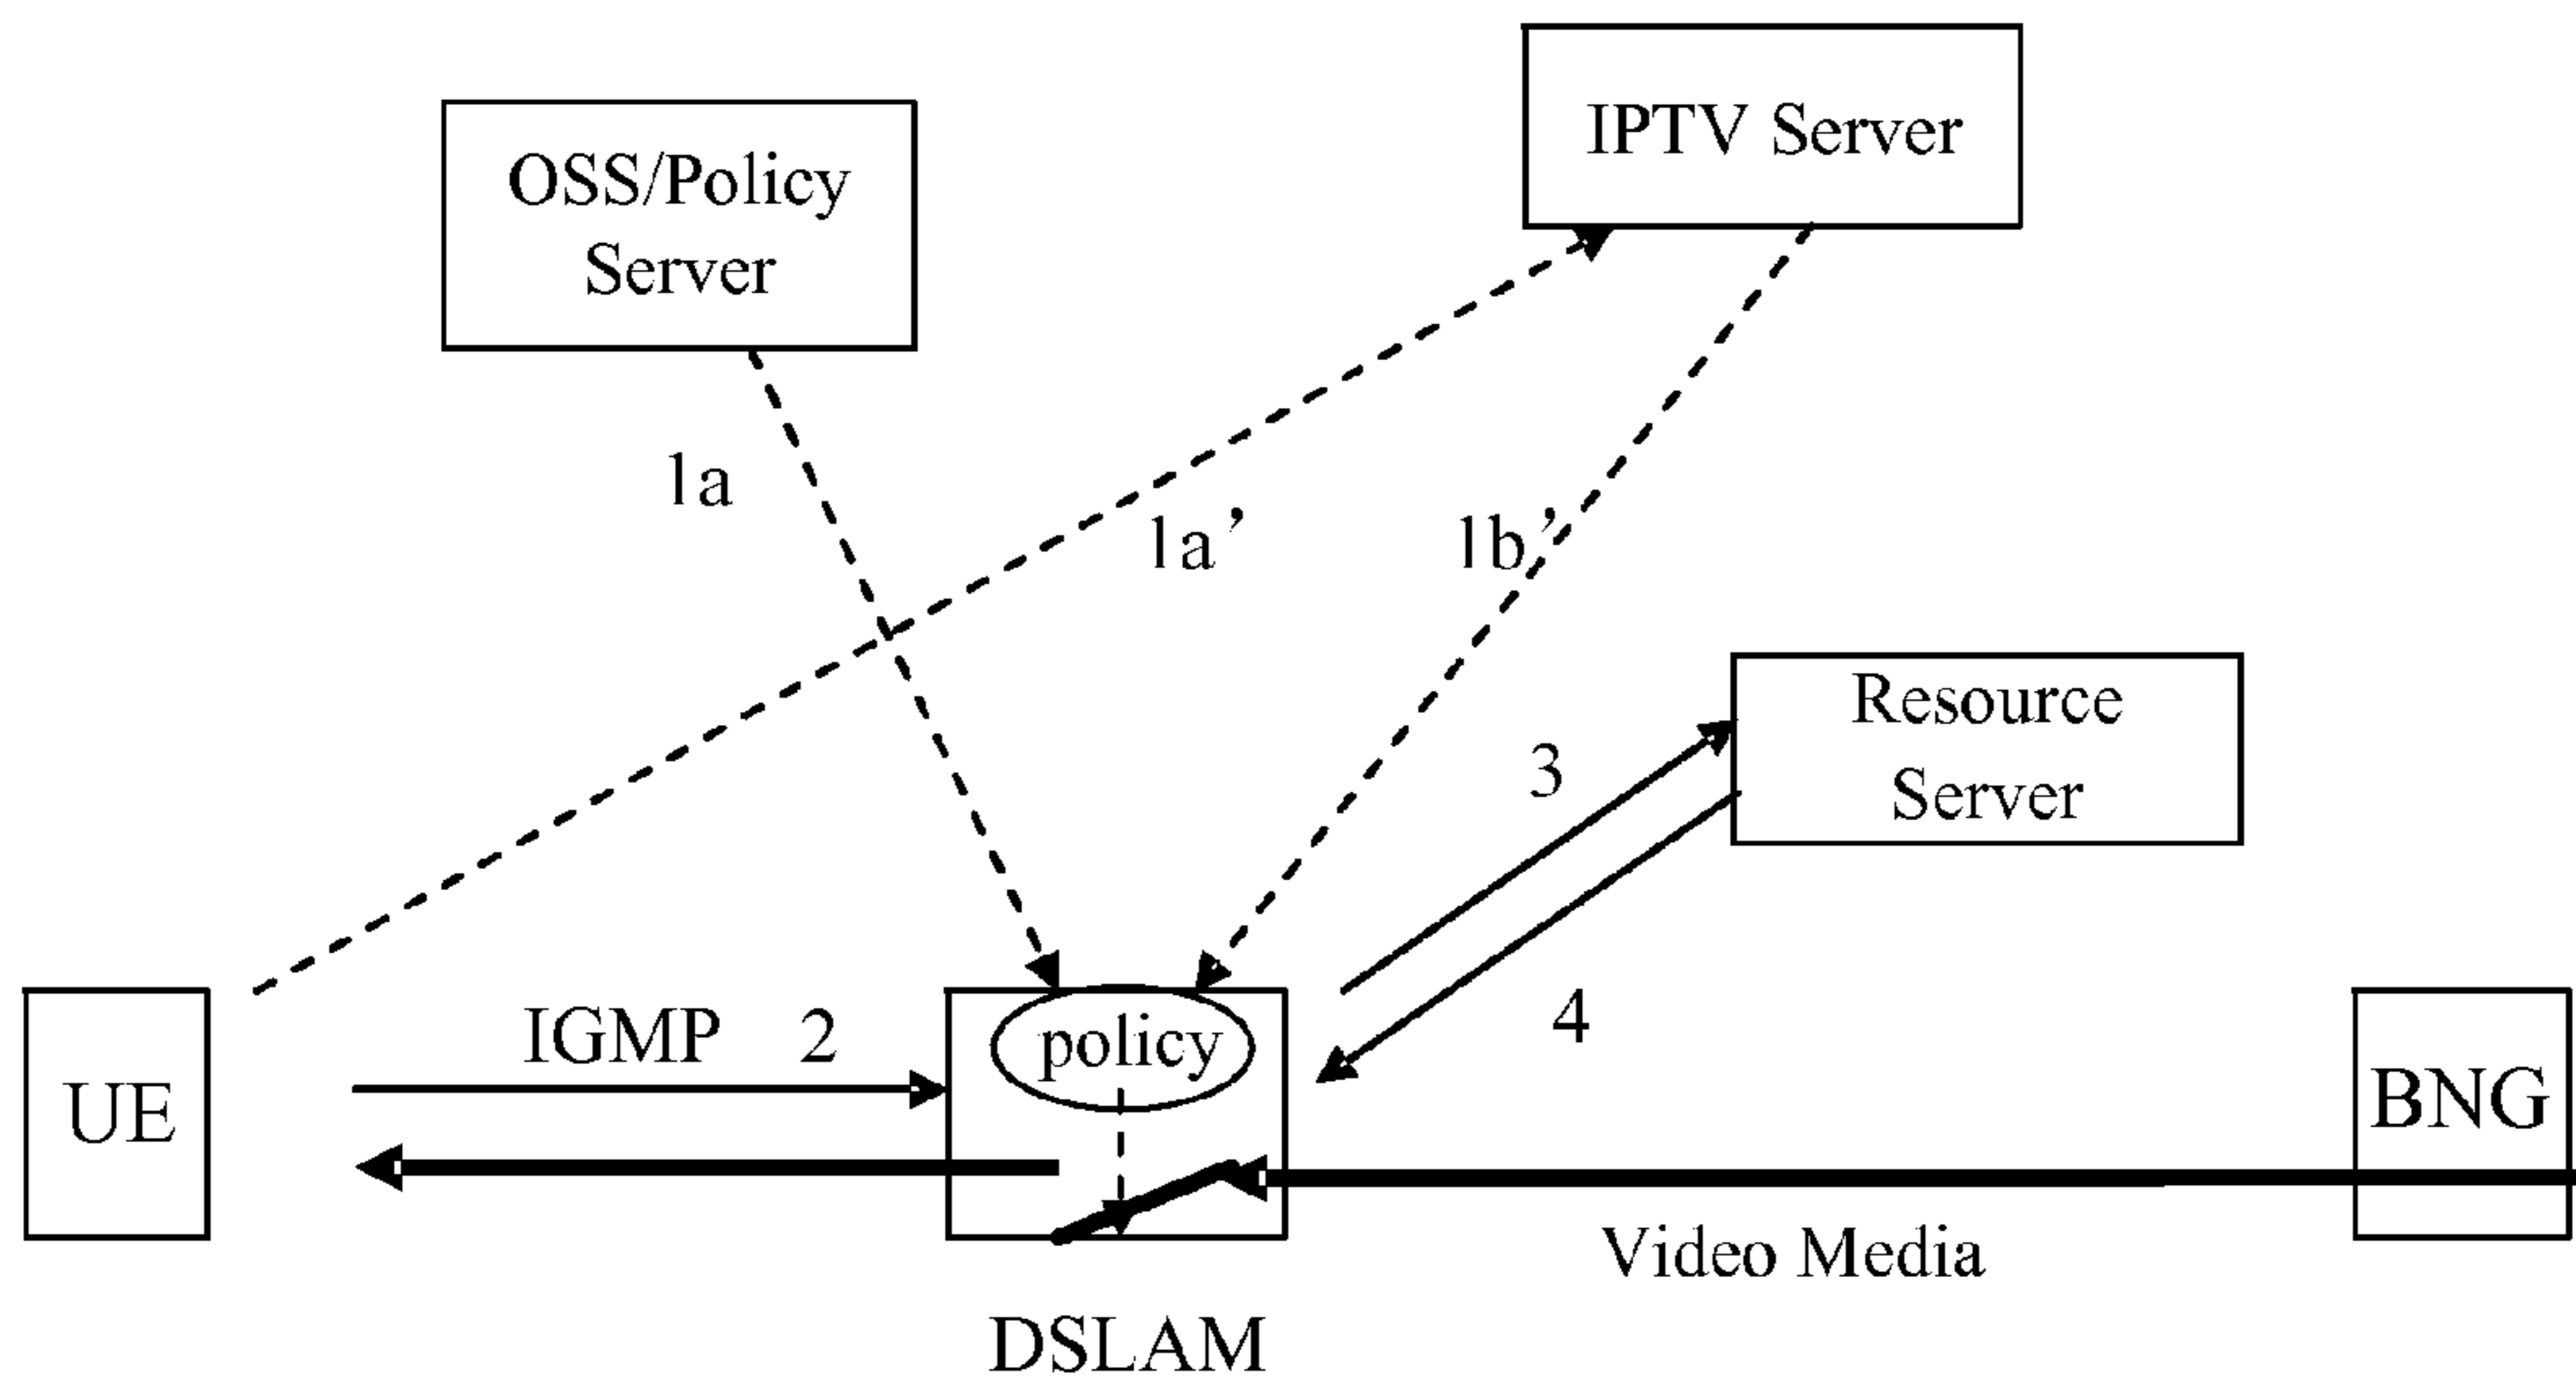 IPTV Server
OSS/Policy
Server
1a
1a’
1b’
Resource
Server
3
4
IGMP 2
policy
UE
BNG
Video Media
DSLAM